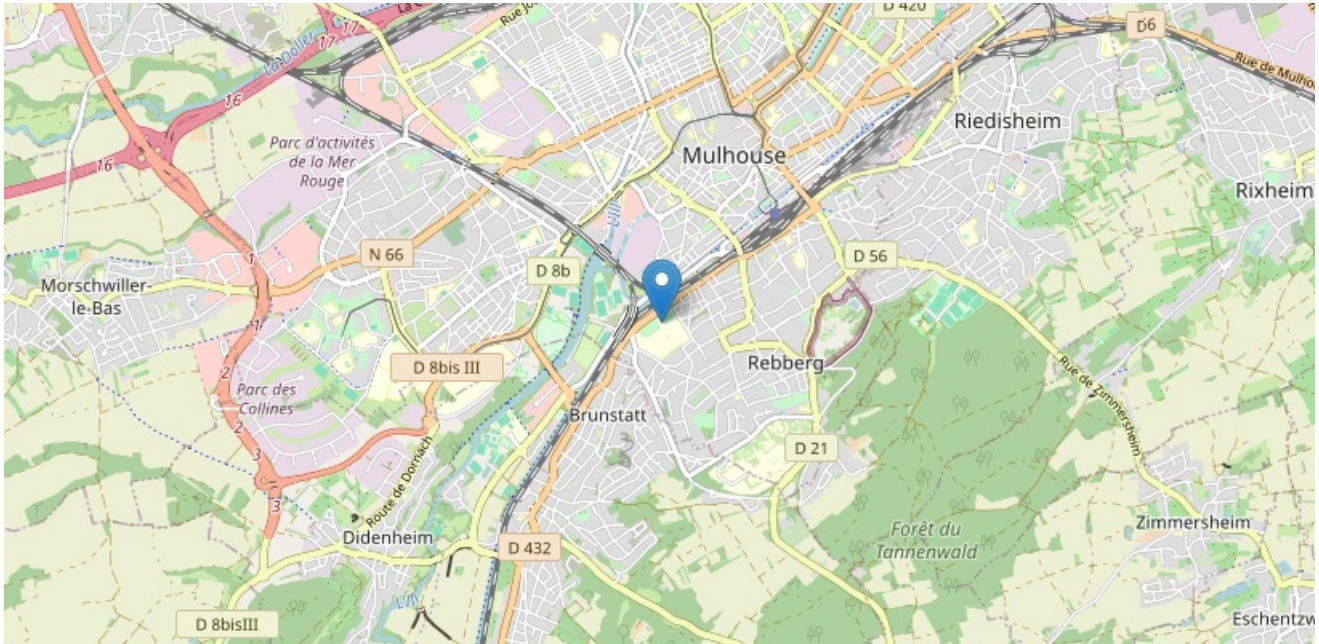 D 420
17
17
La Doller
16
16
D6
Rue de Mulho
Riedisheim
Parc d'activités
de la Mer
Rouge
Mulhouse
Rixheim
L'Ill
N 66
D 8b
D 56
Morschwiller-
le-Bas
1
1
2
2
3
3
D 8bis III
Rebberg
Parc des
Collines
Rue de Zimmersheim
Brunstatt
D 21
Route de Dornach
Didenheim
Forêt du
Tannenwald
Zimmersheim
D 432
L'Ill
D 8bisIII
Eschentzw